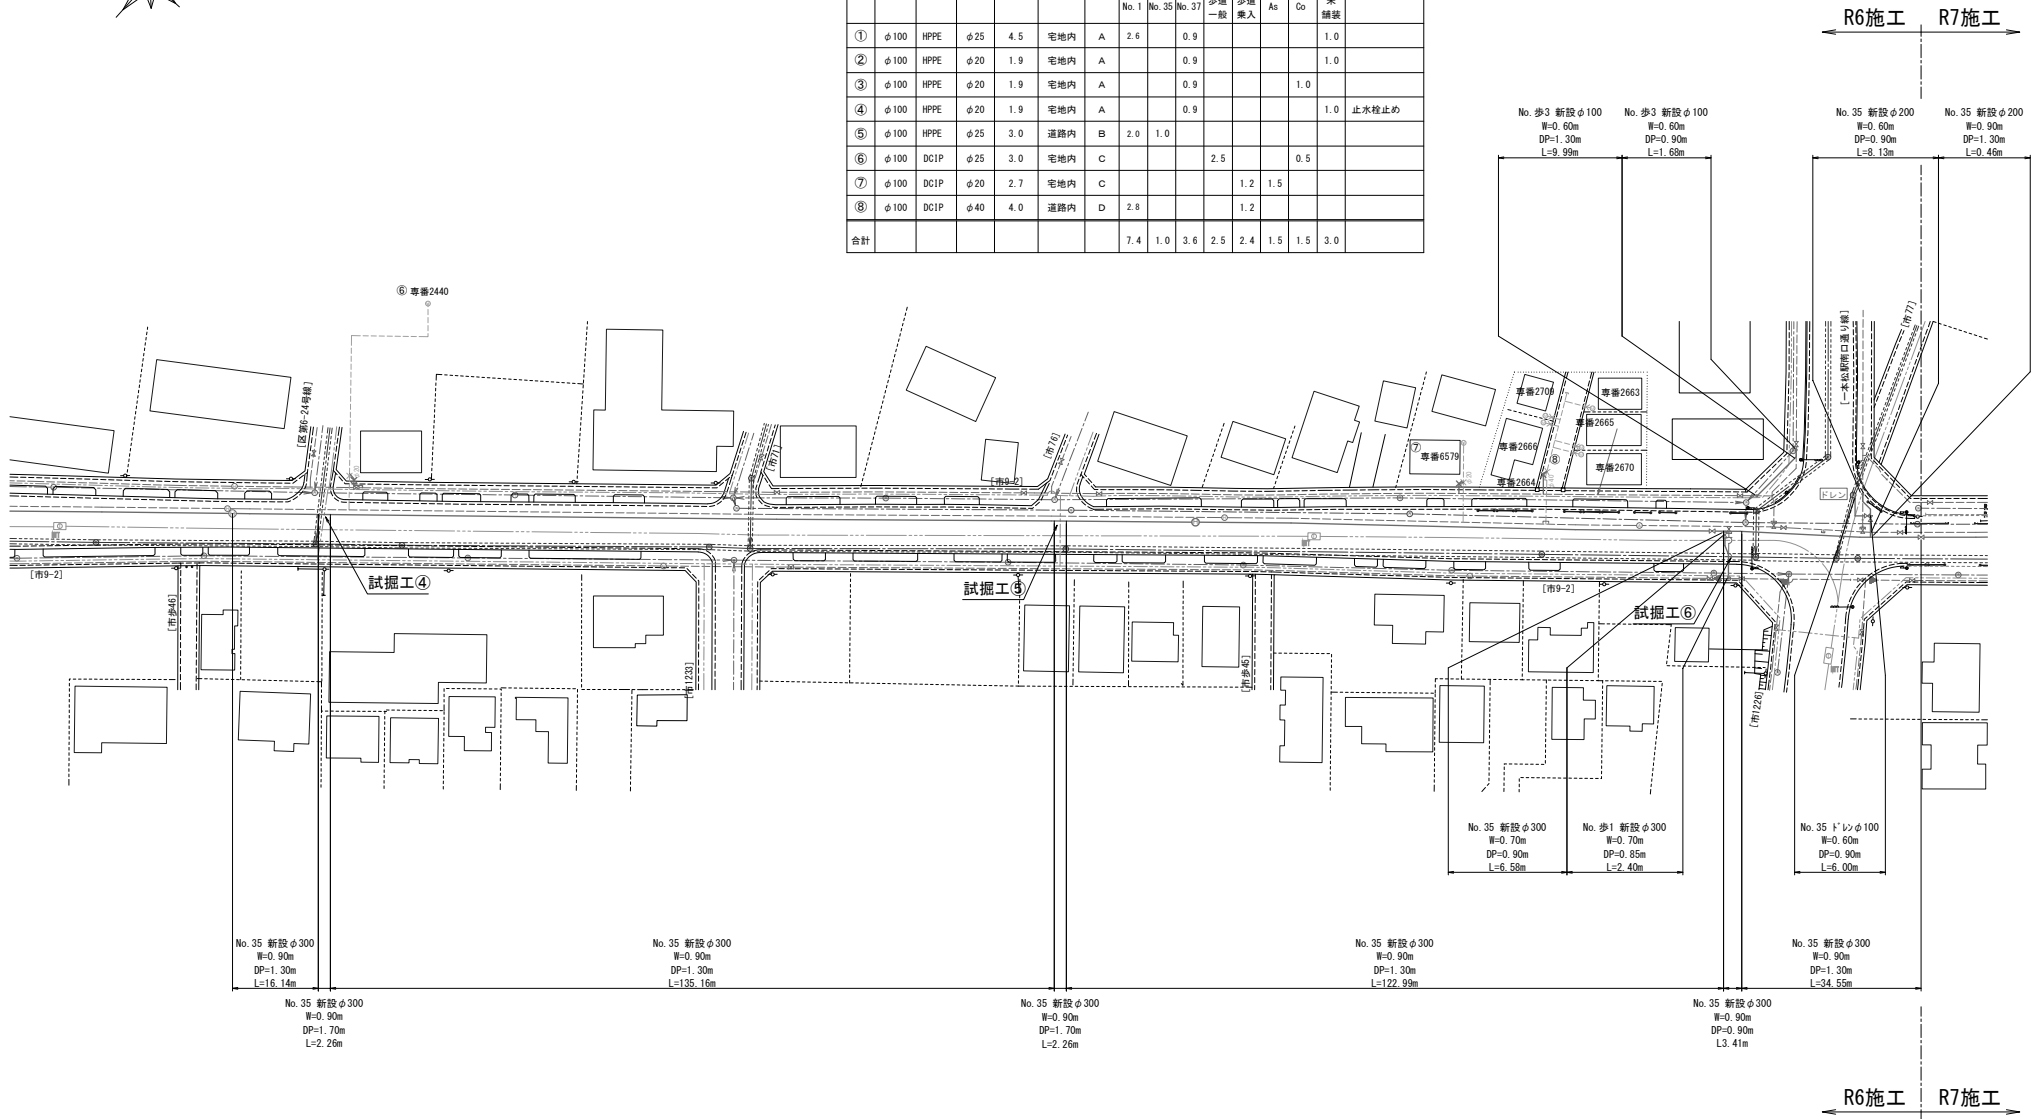 No.1 No.35 No.37 歩道一般 歩道乗入 As Co 未舗装
① φ100 HPPE φ25 4.5 宅地内 A 2.6 0.9 1.0
② φ100 HPPE φ20 1.9 宅地内 A 0.9 1.0
③ φ100 HPPE φ20 1.9 宅地内 A 0.9 1.0
④ φ100 HPPE φ20 1.9 宅地内 A 0.9 1.0 止水栓止め
⑤ φ100 HPPE φ25 3.0 道路内 B 2.0 1.0
⑥ φ100 DCIP φ25 3.0 宅地内 C 2.5 0.5
⑦ φ100 DCIP φ20 2.7 宅地内 C 1.2 1.5
⑧ φ100 DCIP φ40 4.0 道路内 D 2.8 1.2
合計 7.4 1.0 3.6 2.5 2.4 1.5 1.5 3.0
R6施工 R7施工
No.歩3 新設φ100
W=0.60m
DP=1.30m
L=9.99m
No.歩3 新設φ100
W=0.60m
DP=0.90m
L=1.68m
No.35 新設φ200
W=0.60m
DP=0.90m
L=8.13m
No.35 新設φ200
W=0.90m
DP=1.30m
L=0.46m
⑥ 専番2440
[区第6-24号線]
[市71]
[市76]
[市9-2]
⑦
専番6579
専番2709
専番2663
専番2665
専番2666
⑧
専番2670
専番2664
[一本松駅南口通り線]
[市77]
ドレン
[市9-2]
[市歩46]
試掘工④
[市1233]
試掘工⑤
[市歩45]
[市9-2]
試掘工⑥
[市1226]
No.35 新設φ300
W=0.70m
DP=0.90m
L=6.58m
No.歩1 新設φ300
W=0.70m
DP=0.85m
L=2.40m
No.35 ドレンφ100
W=0.60m
DP=0.90m
L=6.00m
No.35 新設φ300
W=0.90m
DP=1.30m
L=16.14m
No.35 新設φ300
W=0.90m
DP=1.30m
L=135.16m
No.35 新設φ300
W=0.90m
DP=1.30m
L=122.99m
No.35 新設φ300
W=0.90m
DP=1.30m
L=34.55m
No.35 新設φ300
W=0.90m
DP=1.70m
L=2.26m
No.35 新設φ300
W=0.90m
DP=1.70m
L=2.26m
No.35 新設φ300
W=0.90m
DP=0.90m
L3.41m
R6施工 R7施工